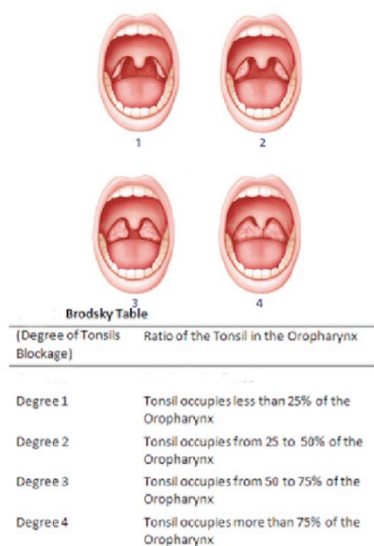 1
2
3
4
Brodsky Table
(Degree of Tonsils Blockage)
Ratio of the Tonsil in the Oropharynx
Degree 1
Tonsil occupies less than 25% of the
Oropharynx
Degree 2
Tonsil occupies from 25 to 50% of the
Oropharynx
Degree 3
Tonsil occupies from 50 to 75% of the
Oropharynx
Degree 4
Tonsil occupies more than 75% of the
Oropharynx